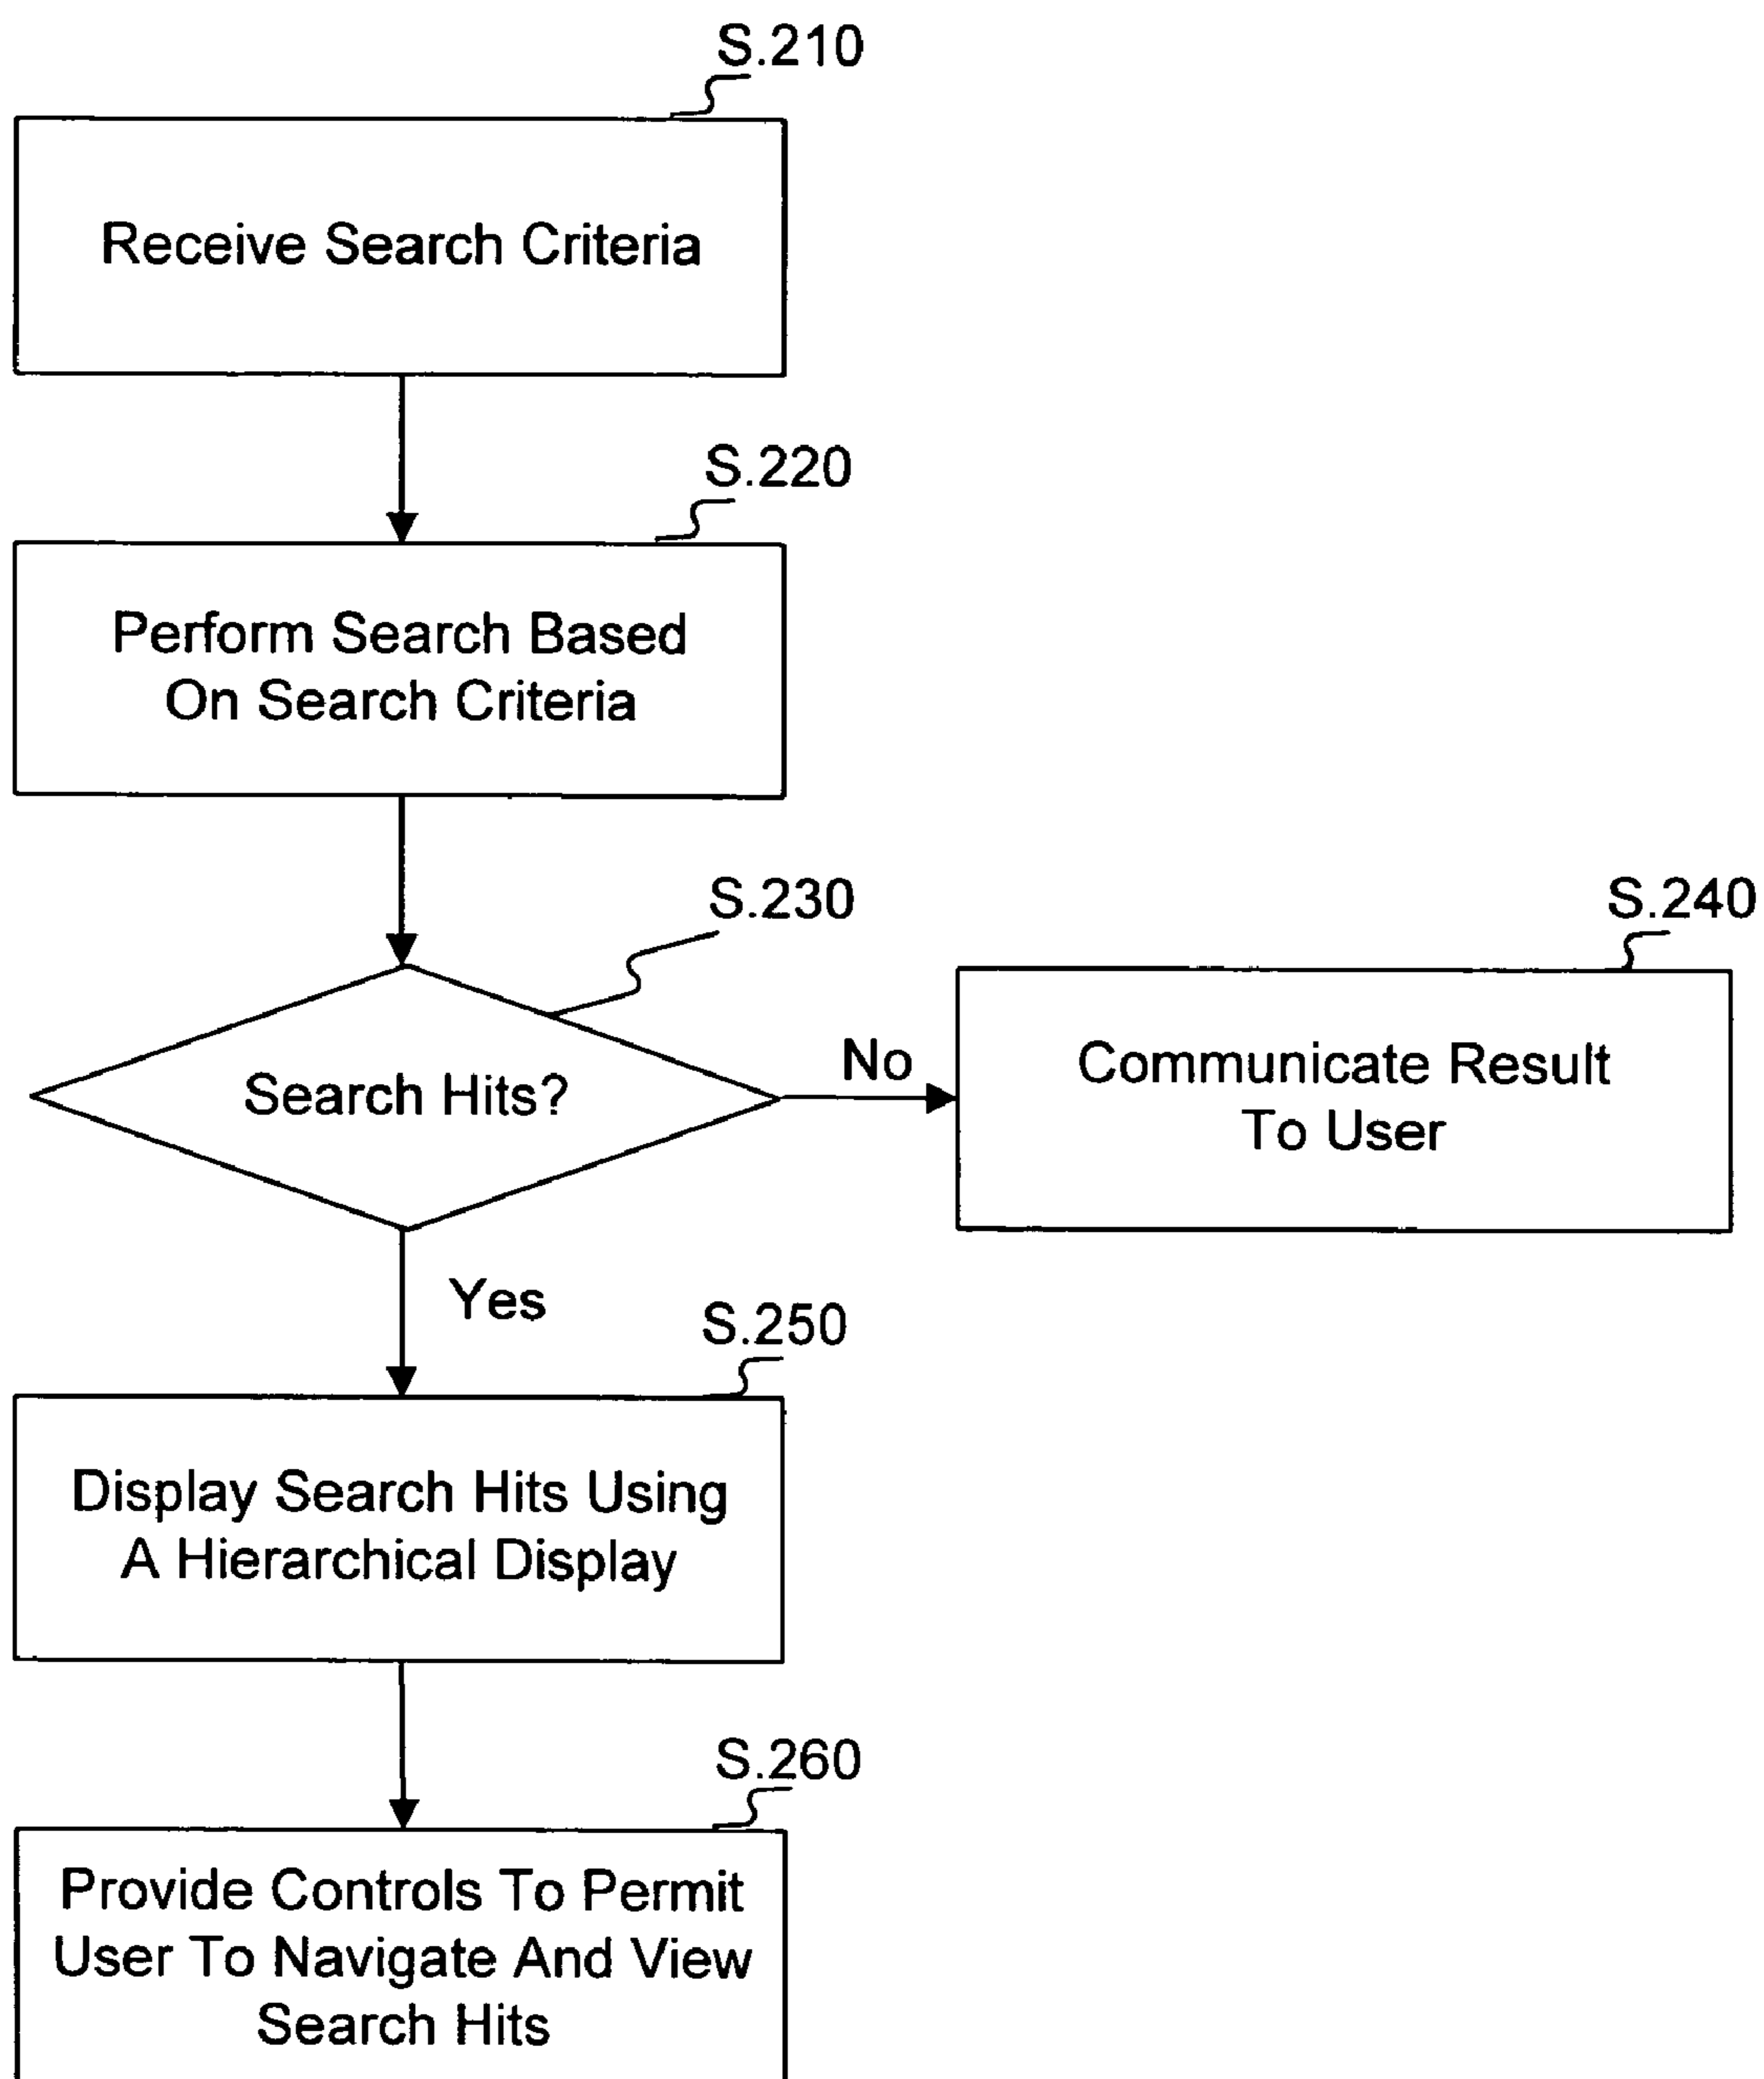 S.210
Receive Search Criteria
S.220
Perform Search Based
On Search Criteria
S.230
Search Hits?
No
S.240
Communicate Result
To User
Yes
S.250
Display Search Hits Using
A Hierarchical Display
S.260
Provide Controls To Permit
User To Navigate And View
Search Hits